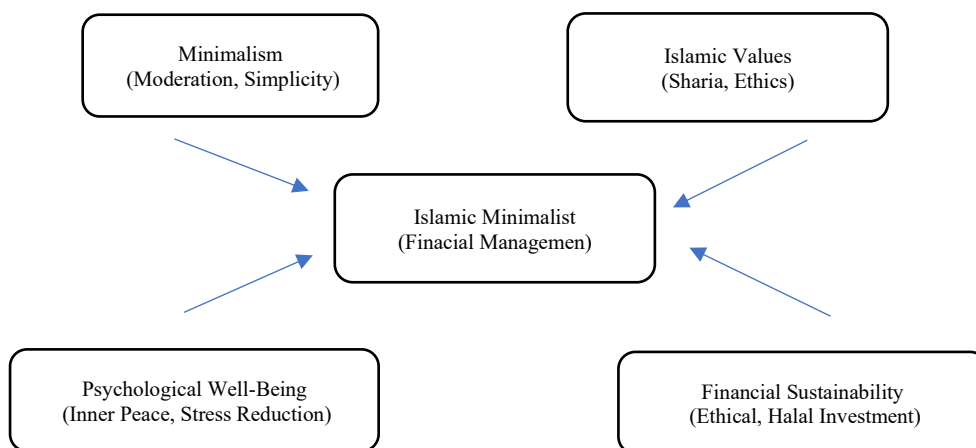 Minimalism
(Moderation, Simplicity)
Islamic Values
(Sharia, Ethics)
Islamic Minimalist
(Finacial Managemen)
Psychological Well-Being
(Inner Peace, Stress Reduction)
Financial Sustainability
(Ethical, Halal Investment)